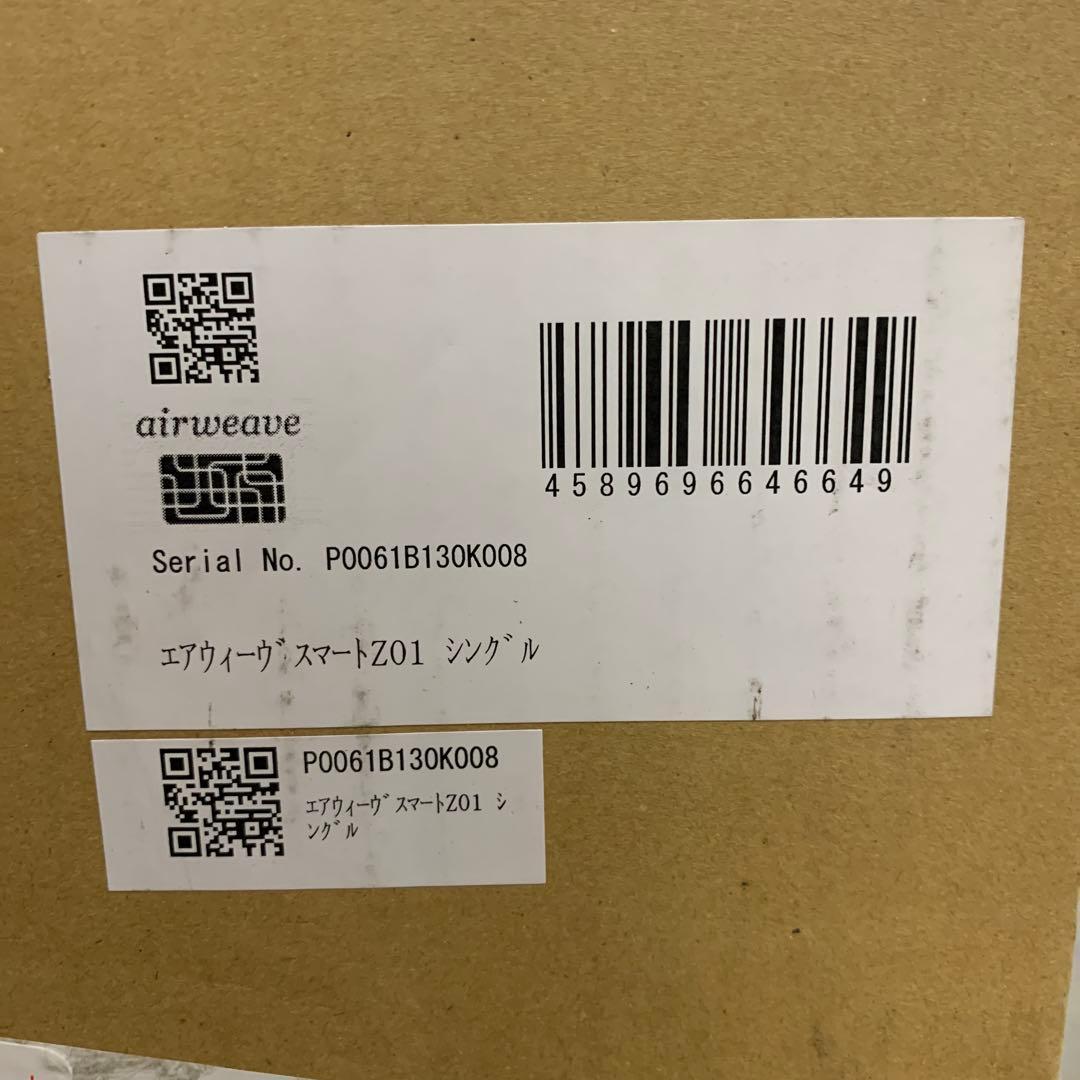 airweave
4589696646649
Serial No. P0061B130K008
ｴｱｳｨｰｳﾞｽﾏｰﾄZ01 ｼﾝｸﾞﾙ
P0061B130K008
ｴｱｳｨｰｳﾞｽﾏｰﾄZ01 ｼ
ﾝｸﾞﾙ